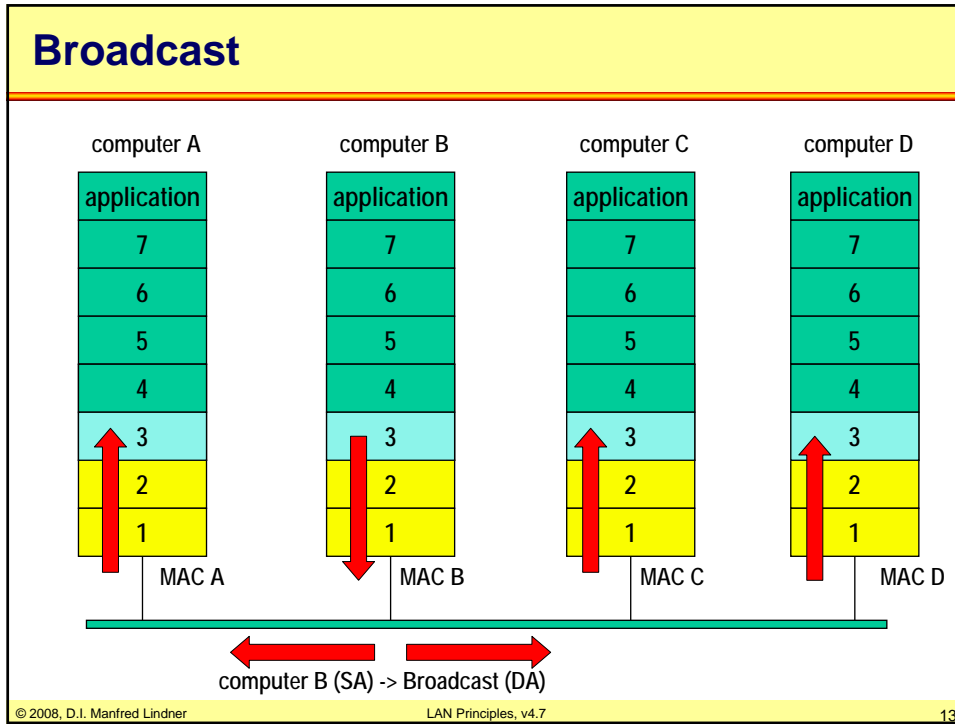 Broadcast
computer A computer B computer C computer D
application application application application
7 7 7 7
6 6 6 6
5 5 5 5
4 4 4 4
3 3 3 3
2 2 2 2
1 1 1 1
MAC A MAC B MAC C MAC D
computer B (SA) -> Broadcast (DA)
© 2008, D.I. Manfred Lindner LAN Principles, v4.7 13